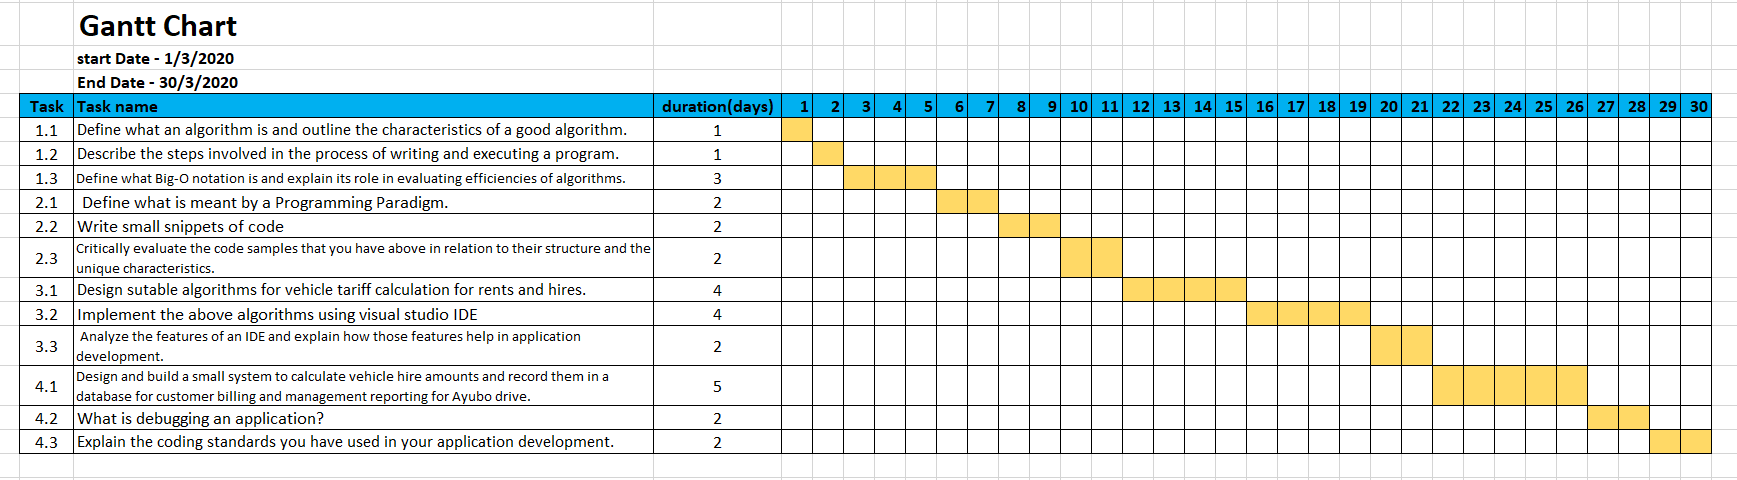 Gantt Chart
start Date - 1/3/2020
End Date - 30/3/2020
Task Task name duration(days) 1 2 3 4 5 6 7 8 9 10 11 12 13 14 15 16 17 18 19 20 21 22 23 24 25 26 27 28 29 30
1.1 Define what an algorithm is and outline the characteristics of a good algorithm. 1
1.2 Describe the steps involved in the process of writing and executing a program. 1
1.3 Define what Big-O notation is and explain its role in evaluating efficiencies of algorithms. 3
2.1 Define what is meant by a Programming Paradigm. 2
2.2 Write small snippets of code 2
2.3 Critically evaluate the code samples that you have above in relation to their structure and the
unique characteristics. 2
3.1 Design sutable algorithms for vehicle tariff calculation for rents and hires. 4
3.2 Implement the above algorithms using visual studio IDE 4
3.3 Analyze the features of an IDE and explain how those features help in application
development. 2
4.1 Design and build a small system to calculate vehicle hire amounts and record them in a
database for customer billing and management reporting for Ayubo drive. 5
4.2 What is debugging an application? 2
4.3 Explain the coding standards you have used in your application development. 2